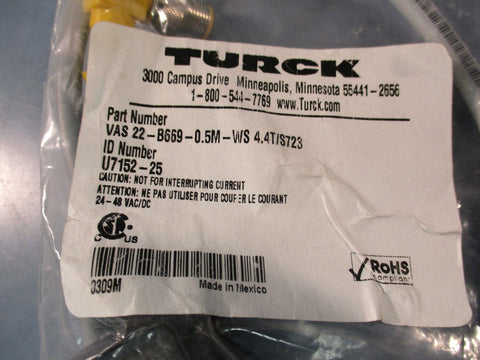 TURCK
3000 Campus Drive Minneapolis, Minnesota 55441-2656
1-800-544-7769 www.Turck.com
Part Number
VAS 22-B669-0.5M-WS 4.4T/S723
ID Number
U7152-25
CAUTION: NOT FOR INTERRUPTING CURRENT
ATTENTION: NE PAS UTILISER POUR COUPER LE COURANT
24-48 VAC/DC
C US
RoHS
compliant
0309M
Made in Mexico